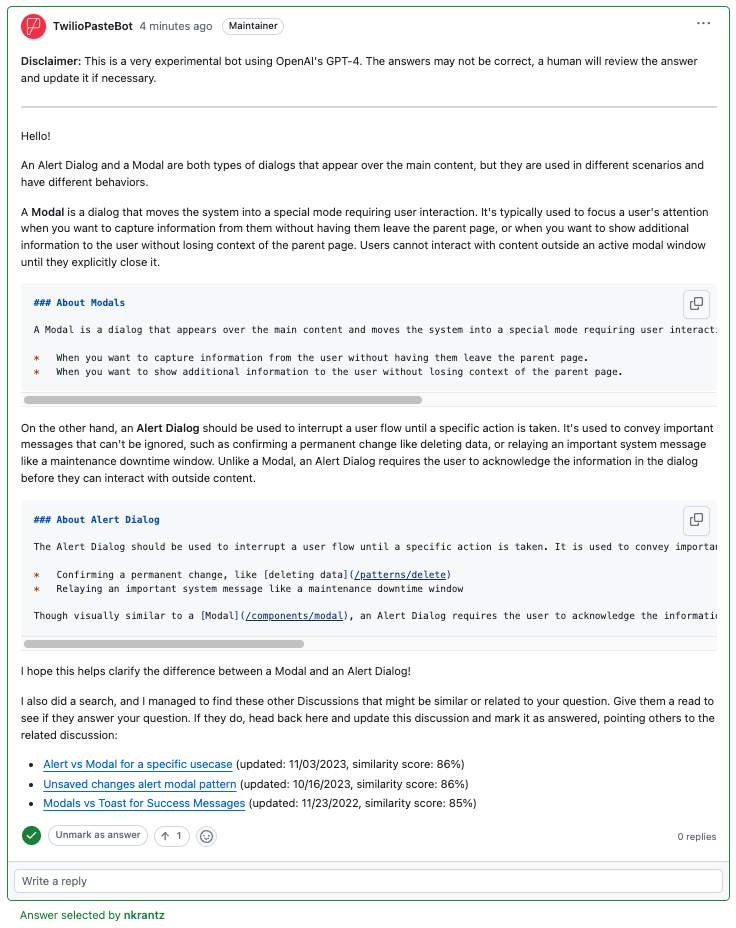 TwilioPasteBot 4 minutes ago Maintainer
Disclaimer: This is a very experimental bot using OpenAI's GPT-4. The answers may not be correct, a human will review the answer
and update it if necessary.
Hello!
An Alert Dialog and a Modal are both types of dialogs that appear over the main content, but they are used in different scenarios and
have different behaviors.
A Modal is a dialog that moves the system into a special mode requiring user interaction. It's typically used to focus a user's attention
when you want to capture information from them without having them leave the parent page, or when you want to show additional
information to the user without losing context of the parent page. Users cannot interact with content outside an active modal window
until they explicitly close it.
### About Modals
A Modal is a dialog that appears over the main content and moves the system into a special mode requiring user interacti
* When you want to capture information from the user without having them leave the parent page.
* When you want to show additional information to the user without losing context of the parent page.
On the other hand, an Alert Dialog should be used to interrupt a user flow until a specific action is taken. It's used to convey important
messages that can't be ignored, such as confirming a permanent change like deleting data, or relaying an important system message
like a maintenance downtime window. Unlike a Modal, an Alert Dialog requires the user to acknowledge the information in the dialog
before they can interact with outside content.
### About Alert Dialog
The Alert Dialog should be used to interrupt a user flow until a specific action is taken. It is used to convey importan
* Confirming a permanent change, like [deleting data](/patterns/delete)
* Relaying an important system message like a maintenance downtime window
Though visually similar to a [Modal](/components/modal), an Alert Dialog requires the user to acknowledge the informatio
I hope this helps clarify the difference between a Modal and an Alert Dialog!
I also did a search, and I managed to find these other Discussions that might be similar or related to your question. Give them a read to
see if they answer your question. If they do, head back here and update this discussion and mark it as answered, pointing others to the
related discussion:
• Alert vs Modal for a specific usecase (updated: 11/03/2023, similarity score: 86%)
• Unsaved changes alert modal pattern (updated: 10/16/2023, similarity score: 86%)
• Modals vs Toast for Success Messages (updated: 11/23/2022, similarity score: 85%)
Unmark as answer ↑ 1 0 replies
Write a reply
Answer selected by nkrantz